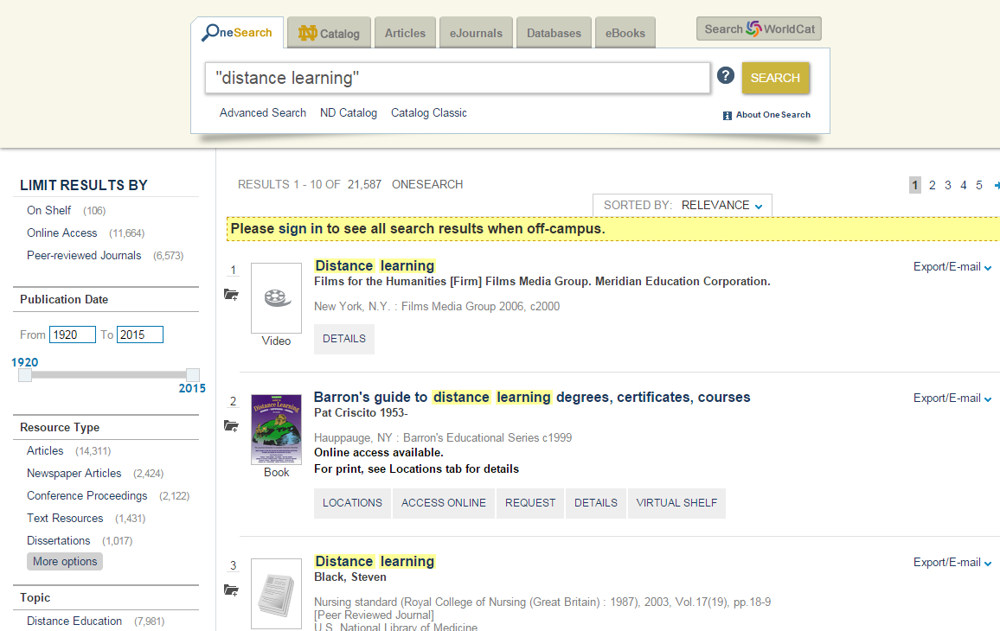 OneSearch
Catalog
Articles
eJournals
Databases
eBooks
Search WorldCat
"distance learning"
?
SEARCH
Advanced Search
ND Catalog
Catalog Classic
About OneSearch
LIMIT RESULTS BY
On Shelf (106)
Online Access (11,664)
Peer-reviewed Journals (6,573)
Publication Date
From 1920 To 2015
1920
2015
Resource Type
Articles (14,311)
Newspaper Articles (2,424)
Conference Proceedings (2,122)
Text Resources (1,431)
Dissertations (1,017)
More options
Topic
Distance Education (7,981)
RESULTS 1 - 10 OF 21,587 ONESEARCH
1 2 3 4 5
SORTED BY: RELEVANCE
Please sign in to see all search results when off-campus.
1
Video
Distance learning
Films for the Humanities [Firm] Films Media Group. Meridian Education Corporation.
New York, N.Y. : Films Media Group 2006, c2000
DETAILS
Export/E-mail
2
Distance Learning
Book
Barron's guide to distance learning degrees, certificates, courses
Pat Criscito 1953-
Hauppauge, NY : Barron's Educational Series c1999
Online access available.
For print, see Locations tab for details
LOCATIONS
ACCESS ONLINE
REQUEST
DETAILS
VIRTUAL SHELF
Export/E-mail
3
Distance learning
Black, Steven
Nursing standard (Royal College of Nursing (Great Britain) : 1987), 2003, Vol.17(19), pp.18-9
[Peer Reviewed Journal]
U.S. National Library of Medicine
Export/E-mail